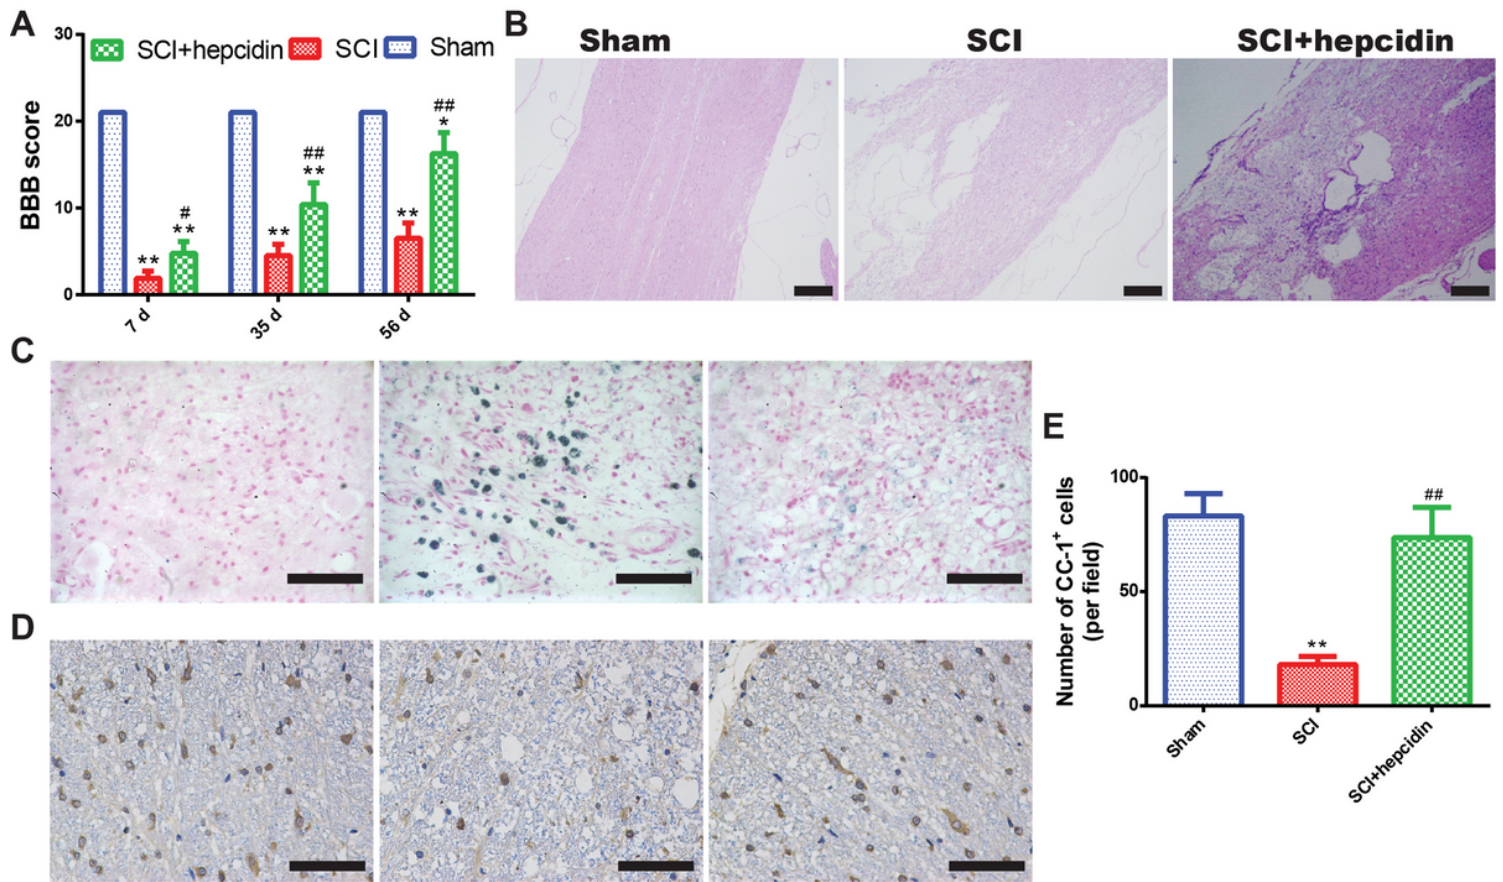 A
BBB score
30
20
10
0
SCI+hepcidin SCI Sham
** # **
** ## **
** ## *
7 d 35 d 56 d
B
Sham SCI SCI+hepcidin
C
D
E
Number of CC-1+ cells
(per field)
100
50
0
**
##
Sham SCI SCI+hepcidin